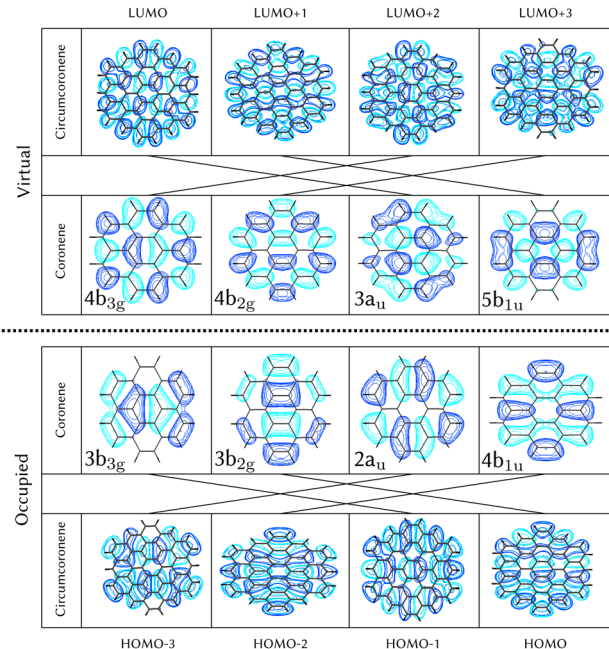 LUMO LUMO+1 LUMO+2 LUMO+3
Virtual
Circumcoronene
Coronene
4b3g 4b2g 3au 5b1u
Occupied
Coronene
3b3g 3b2g 2au 4b1u
Circumcoronene
HOMO-3 HOMO-2 HOMO-1 HOMO